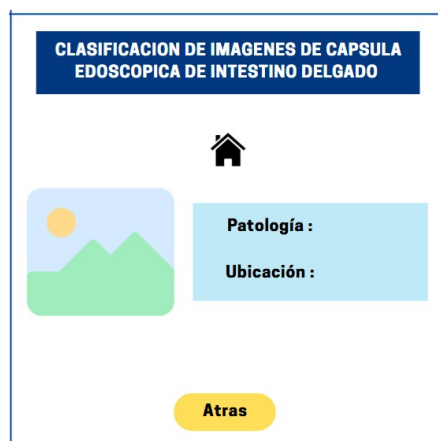 CLASIFICACION DE IMAGENES DE CAPSULA
EDOSCOPICA DE INTESTINO DELGADO
Patología :
Ubicación :
Atras